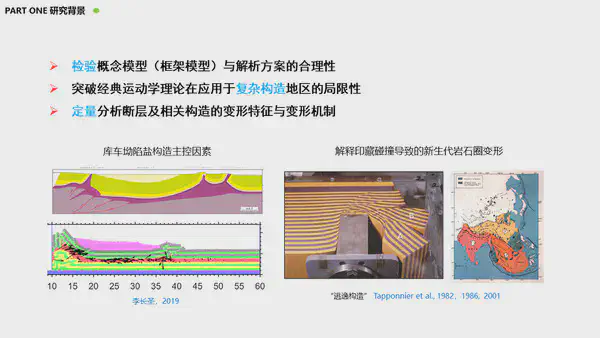 PART ONE 研究背景
检验概念模型（框架模型）与解析方案的合理性
突破经典运动学理论在应用于复杂构造地区的局限性
定量分析断层及相关构造的变形特征与变形机制
库车坳陷盐构造主控因素
解释印藏碰撞导致的新生代岩石圈变形
10 15 20 25 30 35 40 45 50 55 60
李长圣，2019
“逃逸构造” Tapponnier et al., 1982，1986, 2001